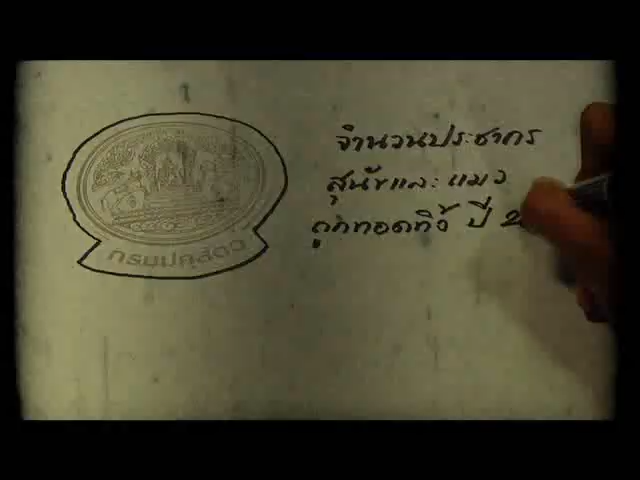 กรมปศุสัตว์
จำนวนประชากร
สุนัขและแมว
ถูกทอดทิ้ง ปี 2